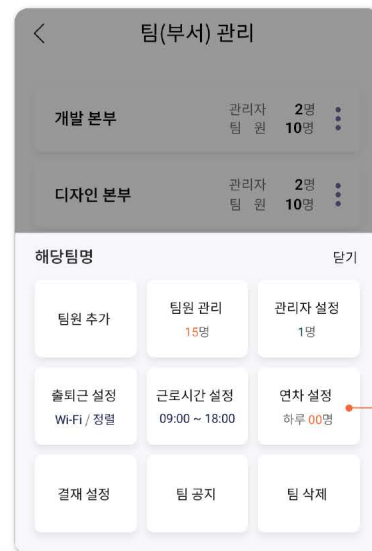 팀(부서) 관리
개발 본부
관리자 2명
팀 원 10명
디자인 본부
관리자 2명
팀 원 10명
해당팀명 닫기
팀원 추가
팀원 관리
15명
관리자 설정
1명
출퇴근 설정
Wi-Fi / 정렬
근로시간 설정
09:00 ~ 18:00
연차 설정
하루 00명
결재 설정
팀 공지
팀 삭제